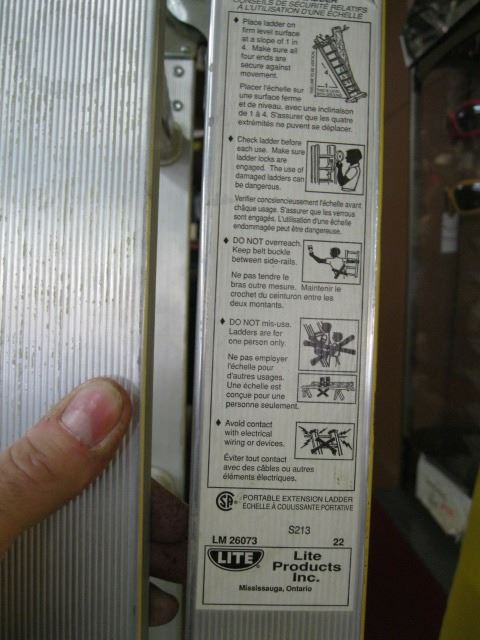 CONSEILS DE SÉCURITÉ RELATIFS
À L'UTILISATION D'UNE ÉCHELLE
Place ladder on
firm level surface
at a slope of 1 in
4. Make sure all
four ends are
secure against
movement.
Placer l'échelle sur
une surface ferme
et de niveau, avec une inclinaison
de 1 à 4. S'assurer que les quatre
extrémités ne puvent se déplacer.
Check ladder before
each use. Make sure
ladder locks are
engaged. The use of
damaged ladders can
be dangerous.
Verifier consciencieusement l'échelle avant
châque usage. S'assurer que les verrous
sont engagés. L'utilisation d'une échelle
endommagée peut être dangereuse.
DO NOT overreach.
Keep belt buckle
between side-rails.
Ne pas tendre le
bras outre mesure. Maintenir le
crochet du ceinturon entre les
deux montants.
DO NOT mis-use.
Ladders are for
one person only.
Ne pas employer
l'échelle pour
d'autres usages.
Une échelle est
conçue pour une
personne seulement.
Avoid contact
with electrical
wiring or devices.
Éviter tout contact
avec des câbles ou autres
éléments électriques.
PORTABLE EXTENSION LADDER
ÉCHELLE À COULISSANTE PORTATIVE
S213
LM 26073 22
LITE
Lite
Products
Inc.
Mississauga, Ontario